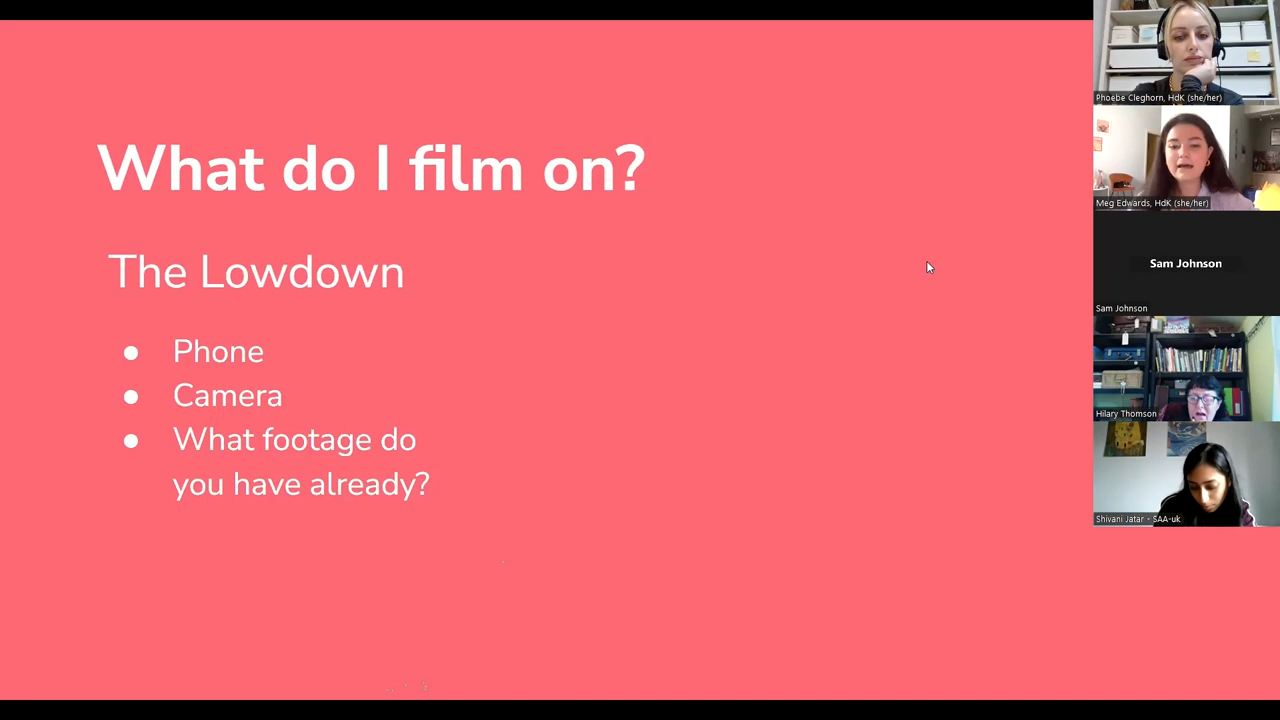 What do I film on?
The Lowdown
● Phone
● Camera
● What footage do
you have already?
Phoebe Cleghorn, HdK (she/her)
Meg Edwards, HdK (she/her)
Sam Johnson
Sam Johnson
Hilary Thomson
Shivani Jatar - SAA-uk